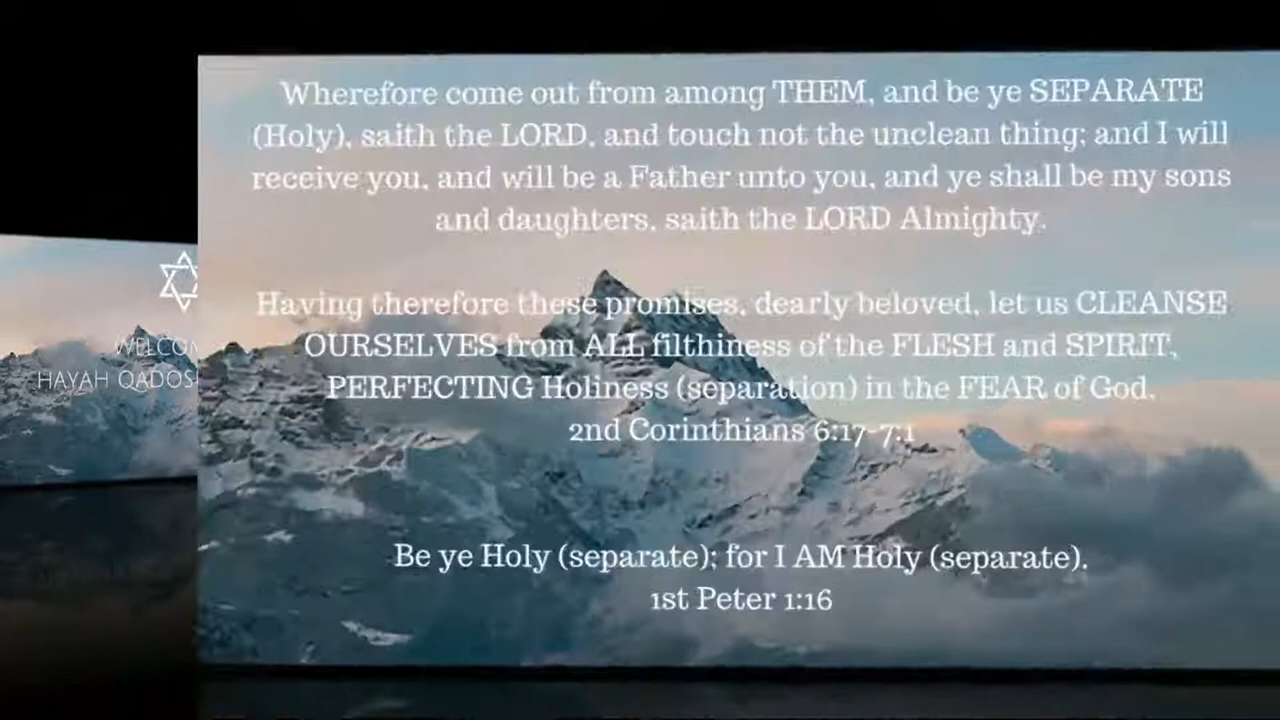 Wherefore come out from among THEM, and be ye SEPARATE
(Holy), saith the LORD, and touch not the unclean thing; and I will
receive you, and will be a Father unto you, and ye shall be my sons
and daughters, saith the LORD Almighty.
Having therefore these promises, dearly beloved, let us CLEANSE
OURSELVES from ALL filthiness of the FLESH and SPIRIT,
PERFECTING Holiness (separation) in the FEAR of God.
2nd Corinthians 6:17-7:1
Be ye Holy (separate); for I AM Holy (separate).
1st Peter 1:16
HAYAH